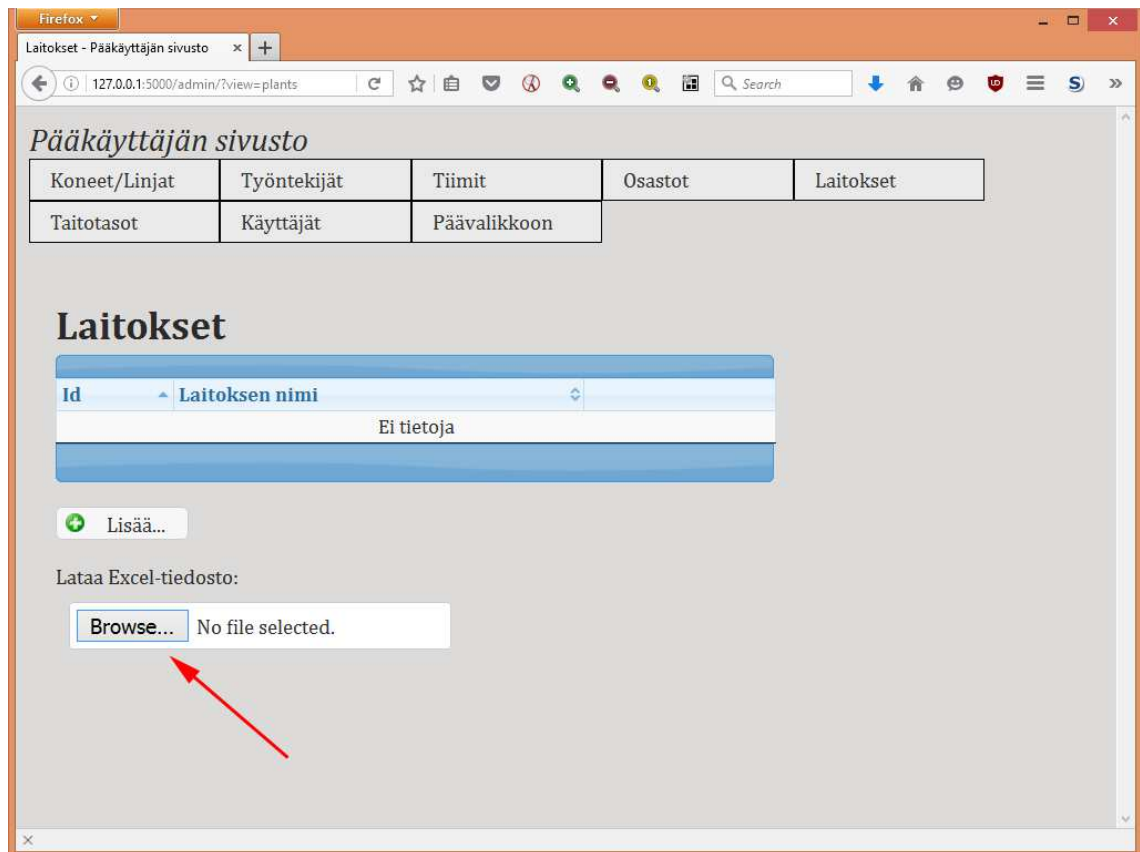 Firefox
Laitokset - Pääkäyttäjän sivusto
127.0.0.1:5000/admin/?view=plants
Search
S)
Pääkäyttäjän sivusto
Koneet/Linjat Työntekijät Tiimit Osastot Laitokset
Taitotasot Käyttäjät Päävalikkoon
Laitokset
Id Laitoksen nimi
Ei tietoja
Lisää...
Lataa Excel-tiedosto:
Browse... No file selected.